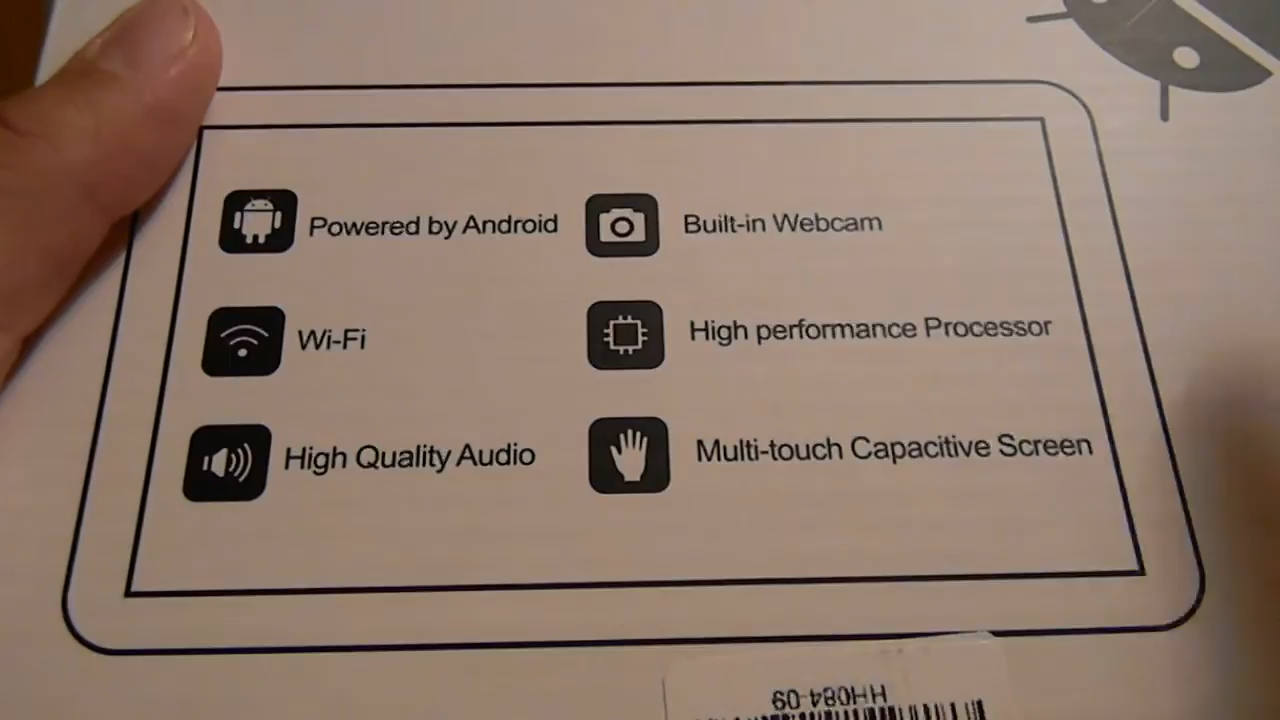 Powered by Android
Built-in Webcam
Wi-Fi
High performance Processor
High Quality Audio
Multi-touch Capacitive Screen
HH084-09